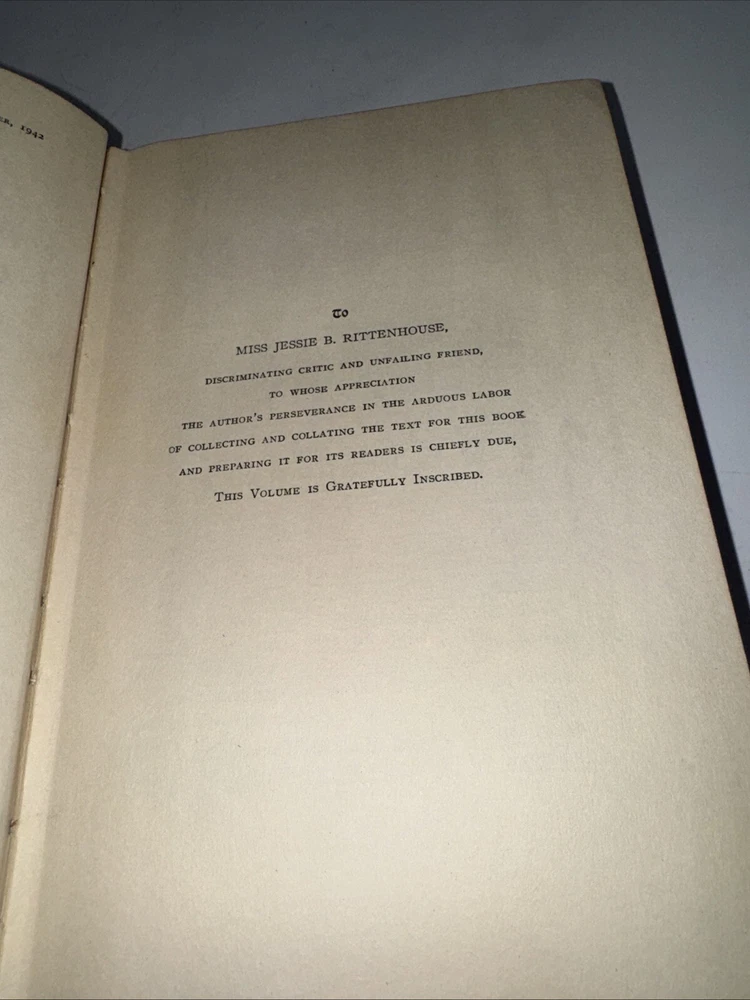 1942
To
MISS JESSIE B. RITTENHOUSE,
DISCRIMINATING CRITIC AND UNFAILING FRIEND,
TO WHOSE APPRECIATION
THE AUTHOR'S PERSEVERANCE IN THE ARDUOUS LABOR
OF COLLECTING AND COLLATING THE TEXT FOR THIS BOOK
AND PREPARING IT FOR ITS READERS IS CHIEFLY DUE,
THIS VOLUME IS GRATEFULLY INSCRIBED.